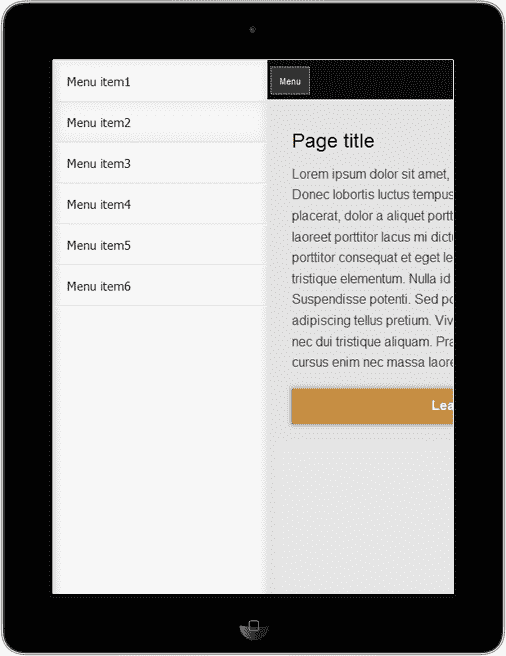 Menu item1
Menu item2
Menu item3
Menu item4
Menu item5
Menu item6
Menu
Page title
Lorem ipsum dolor sit amet,
Donec lobortis luctus tempus
placerat, dolor a aliquet portt
laoreet porttitor lacus mi dictu
porttitor consequat et eget le
tristique elementum. Nulla id
Suspendisse potenti. Sed po
adipiscing tellus pretium. Viv
nec dui tristique aliquam. Pra
cursus enim nec massa laore
Lea